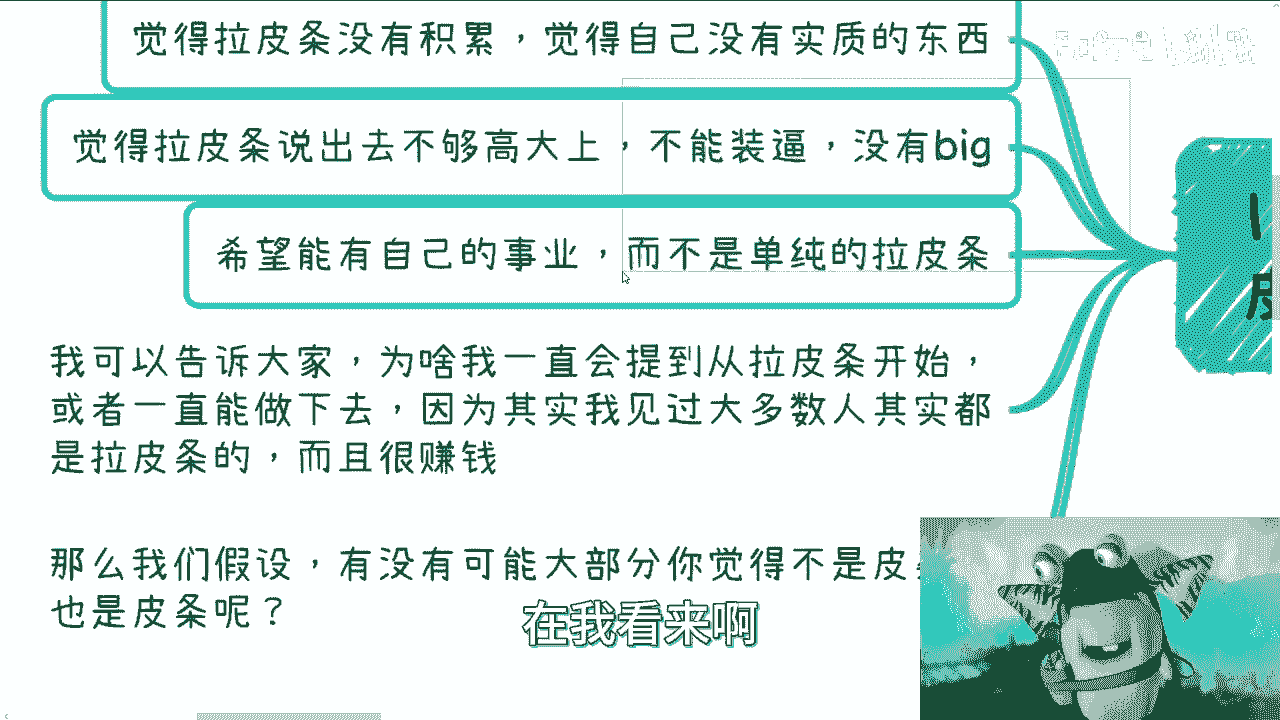 觉得拉皮条没有积累，觉得自己没有实质的东西
觉得拉皮条说出去不够高大上，不能装逼，没有big
希望能有自己的事业，而不是单纯的拉皮条
我可以告诉大家，为啥我一直会提到从拉皮条开始，
或者一直能做下去，因为其实我见过大多数人其实都
是拉皮条的，而且很赚钱
那么我们假设，有没有可能大部分你觉得不是皮
也是皮条呢？
在我看来啊